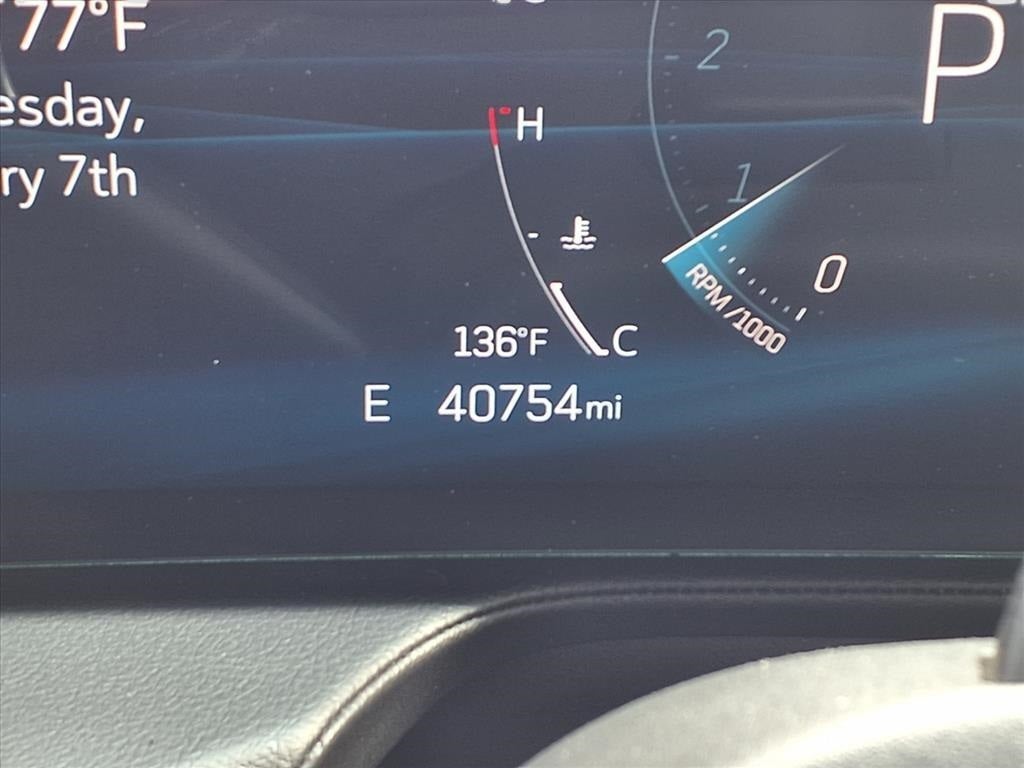 77°F
esday,
ry 7th
H
136°F
C
E 40754mi
2
1
0
RPM/1000
P